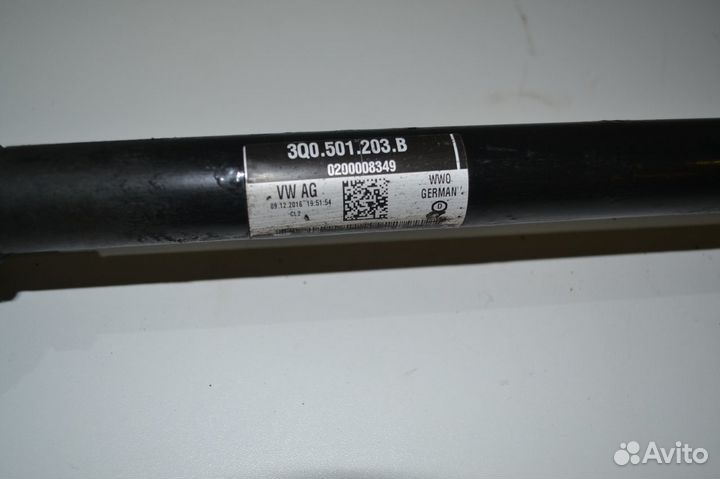 3Q0.501.203.B
0200008349
VW AG
09.12.2016 19:51:54
CL2
WWO
GERMAN
D
Avito